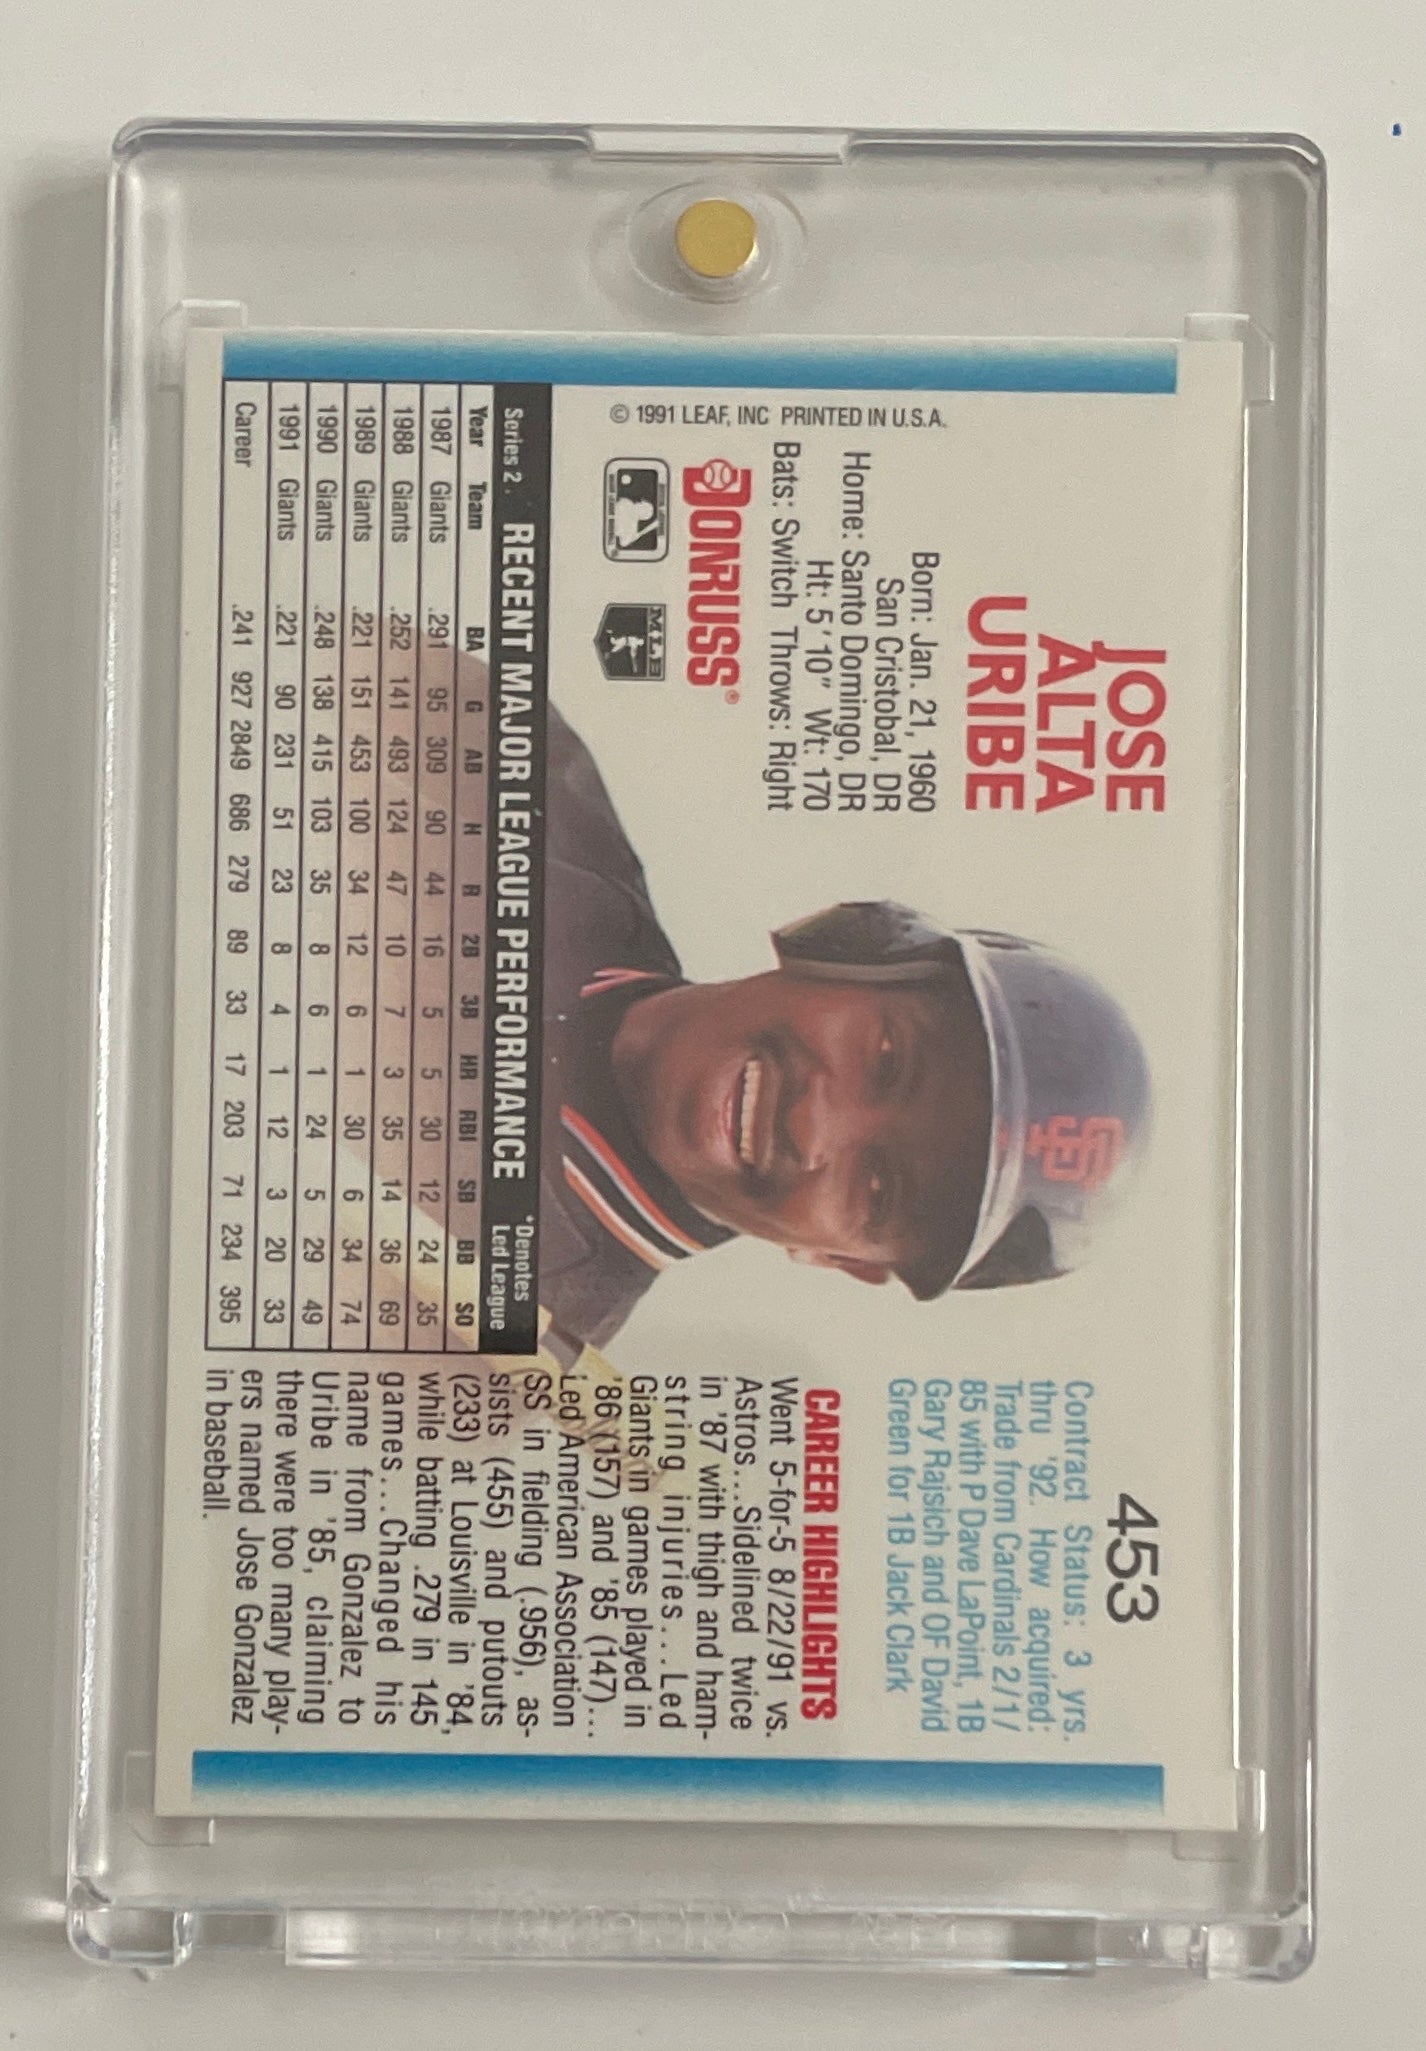 JOSE
ALTA
URIBE
Born: Jan. 21, 1960
San Cristobal, DR
Home: Santo Domingo, DR
Ht: 5'10" Wt: 170
Bats: Switch Throws: Right
DONRUSS®
© 1991 LEAF, INC PRINTED IN U.S.A.
SF
453
Contract Status: 3 yrs.
thru '92. How acquired:
Trade from Cardinals 2/1/
85 with P Dave LaPoint, 1B
Gary Rajsich and OF David
Green for 1B Jack Clark
CAREER HIGHLIGHTS
Went 5-for-5 8/22/91 vs.
Astros...Sidelined twice
in '87 with thigh and ham-
string injuries...Led
Giants in games played in
'86 (157) and '85 (147)...
Led American Association
SS in fielding (.956), as-
sists (455) and putouts
(233) at Louisville in '84,
while batting .279 in 145
games...Changed his
name from Gonzalez to
Uribe in '85, claiming
there were too many play-
ers named Jose Gonzalez
in baseball.
Series 2. RECENT MAJOR LEAGUE PERFORMANCE *Denotes
Led League
Year Team BA G AB H R 2B 3B HR RBI SB BB SO
1987 Giants .291 95 309 90 44 16 5 5 30 12 24 35
1988 Giants .252 141 493 124 47 10 7 3 35 14 36 69
1989 Giants .221 151 453 100 34 12 6 1 30 6 34 74
1990 Giants .248 138 415 103 35 8 6 1 24 5 29 49
1991 Giants .221 90 231 51 23 8 4 1 12 3 20 33
Career .241 927 2849 686 279 89 33 17 203 71 234 395